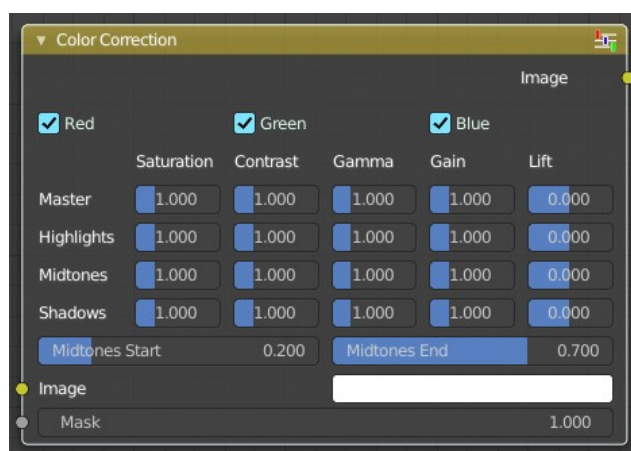 Color Correction
Image
Red Green Blue
Saturation Contrast Gamma Gain Lift
Master 1.000 1.000 1.000 1.000 0.000
Highlights 1.000 1.000 1.000 1.000 0.000
Midtones 1.000 1.000 1.000 1.000 0.000
Shadows 1.000 1.000 1.000 1.000 0.000
Midtones Start 0.200 Midtones End 0.700
Image
Mask 1.000